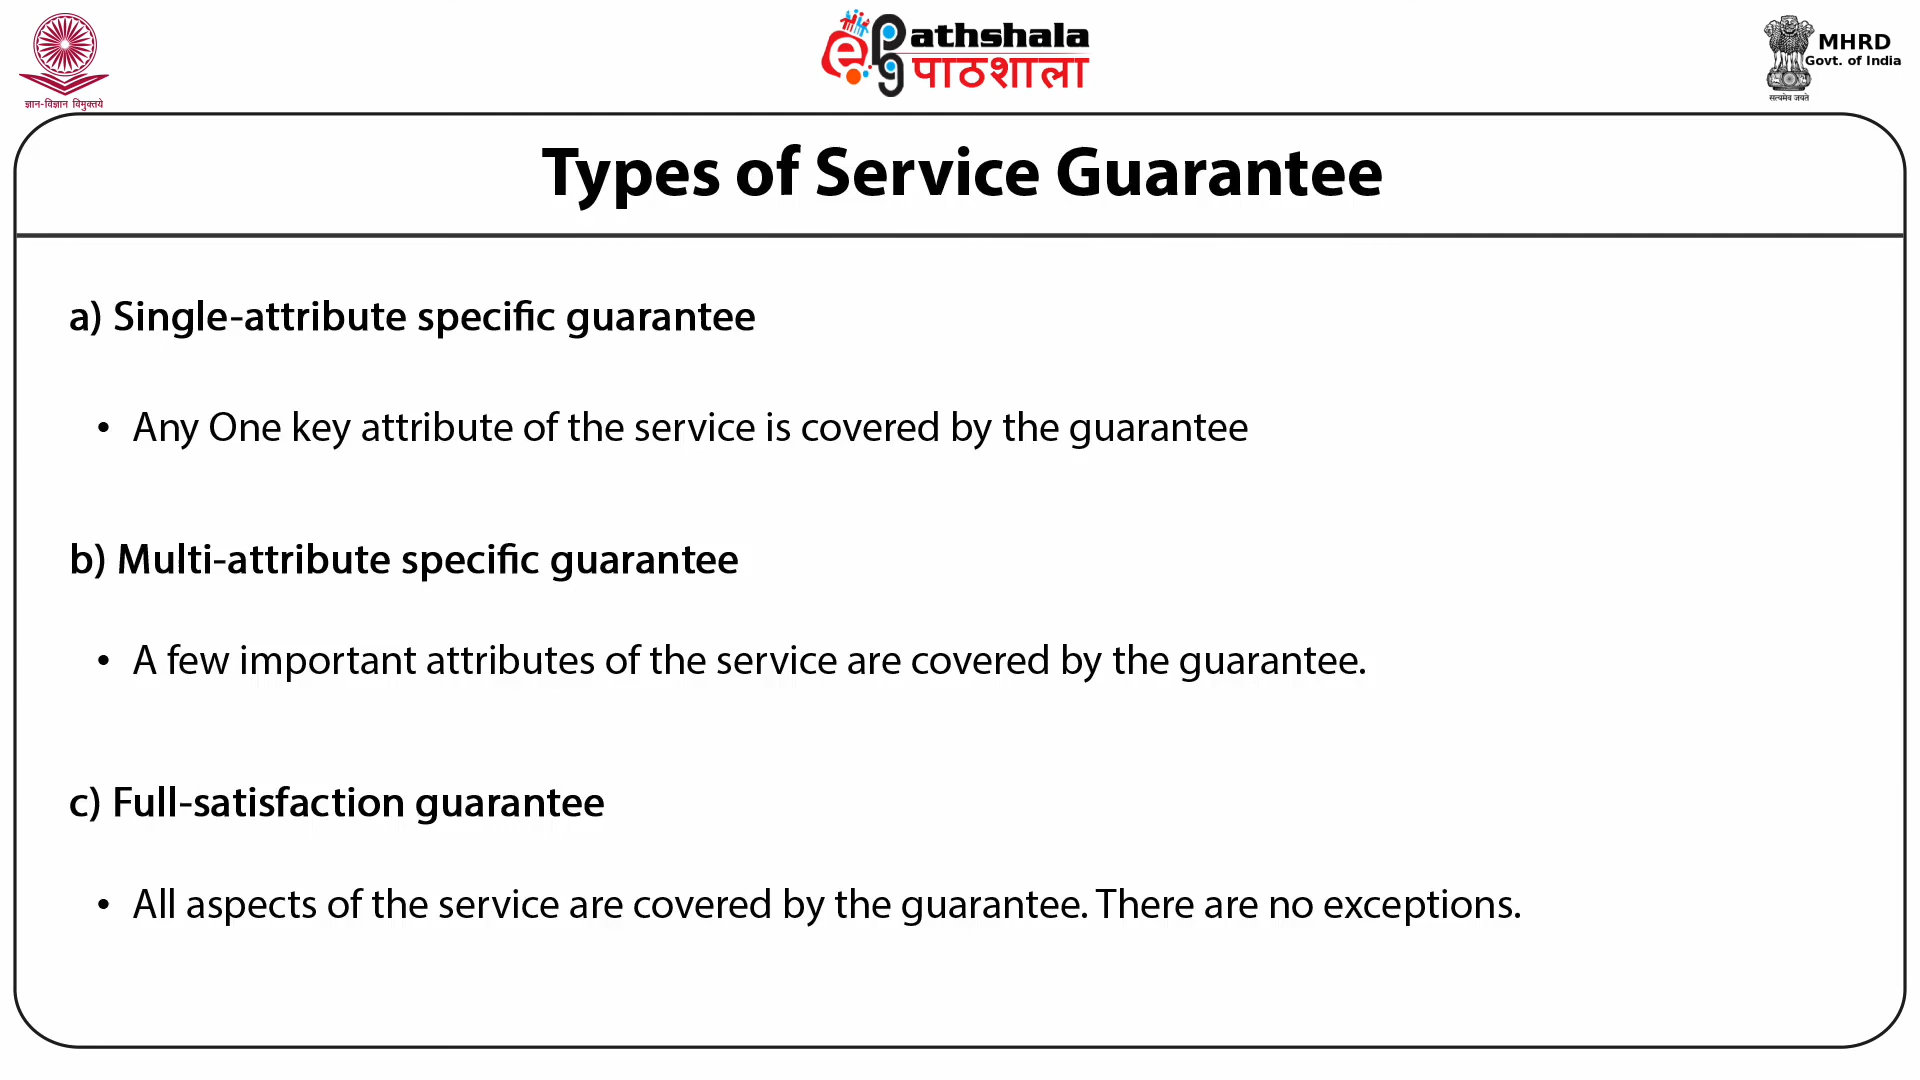 ज्ञान-विज्ञान विमुक्तये
ePathshala
पाठशाला
MHRD
Govt. of India
सत्यमेव जयते
Types of Service Guarantee
a) Single-attribute specific guarantee
• Any One key attribute of the service is covered by the guarantee
b) Multi-attribute specific guarantee
• A few important attributes of the service are covered by the guarantee.
c) Full-satisfaction guarantee
• All aspects of the service are covered by the guarantee. There are no exceptions.